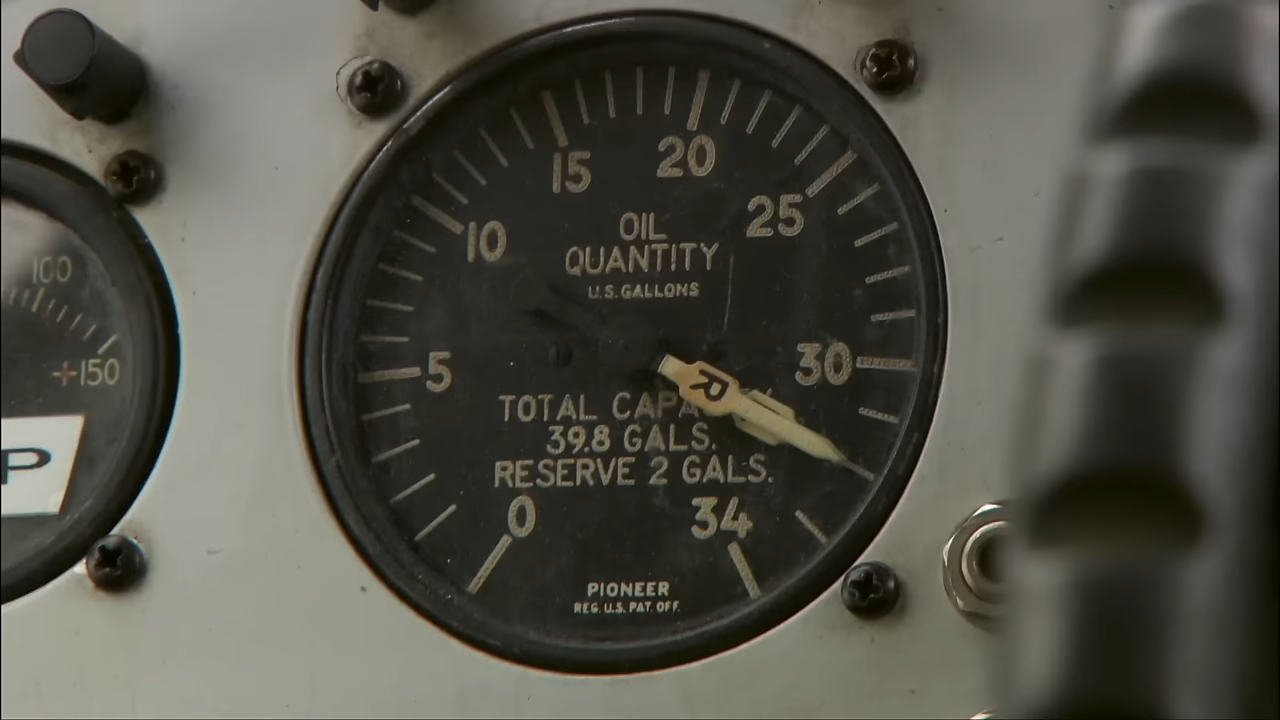 15
20
10
25
OIL
QUANTITY
U.S. GALLONS
5
30
R
TOTAL CAPA
39.8 GALS.
RESERVE 2 GALS.
0
34
PIONEER
REG. U.S. PAT. OFF.
100
+150
P